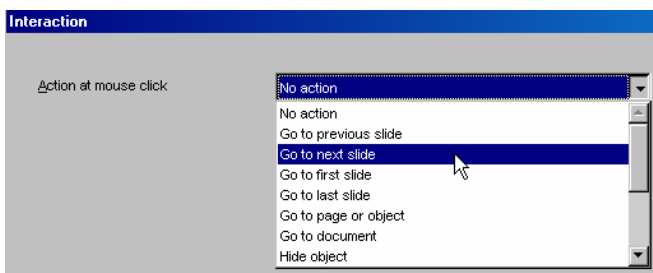 Interaction
Action at mouse click No action
No action
Go to previous slide
Go to next slide
Go to first slide
Go to last slide
Go to page or object
Go to document
Hide object